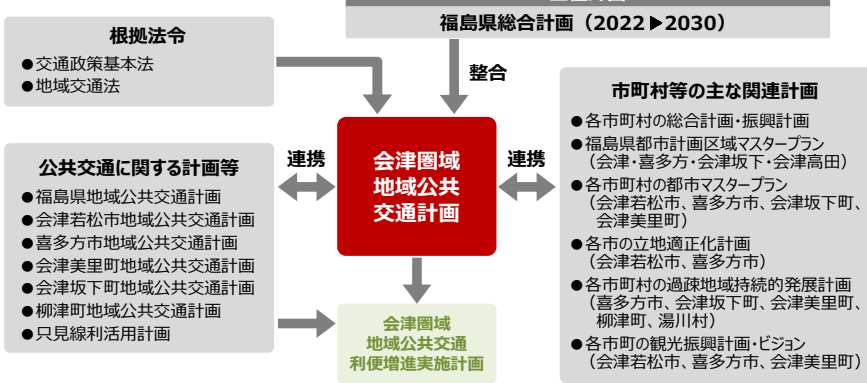 福島県総合計画（2022▶2030）
根拠法令
●交通政策基本法
●地域交通法
整合
公共交通に関する計画等
●福島県地域公共交通計画
●会津若松市地域公共交通計画
●喜多方市地域公共交通計画
●会津美里町地域公共交通計画
●会津坂下町地域公共交通計画
●柳津町地域公共交通計画
●只見線利活用計画
連携
会津圏域
地域公共
交通計画
連携
会津圏域
地域公共交通
利便増進実施計画
市町村等の主な関連計画
●各市町村の総合計画・振興計画
●福島県都市計画区域マスタープラン
（会津・喜多方・会津坂下・会津高田）
●各市町村の都市マスタープラン
（会津若松市、喜多方市、会津坂下町、
会津美里町）
●各市の立地適正化計画
（会津若松市、喜多方市）
●各市町村の過疎地域持続的発展計画
（喜多方市、会津坂下町、会津美里町、
柳津町、湯川村）
●各市町の観光振興計画・ビジョン
（会津若松市、喜多方市、会津美里町）